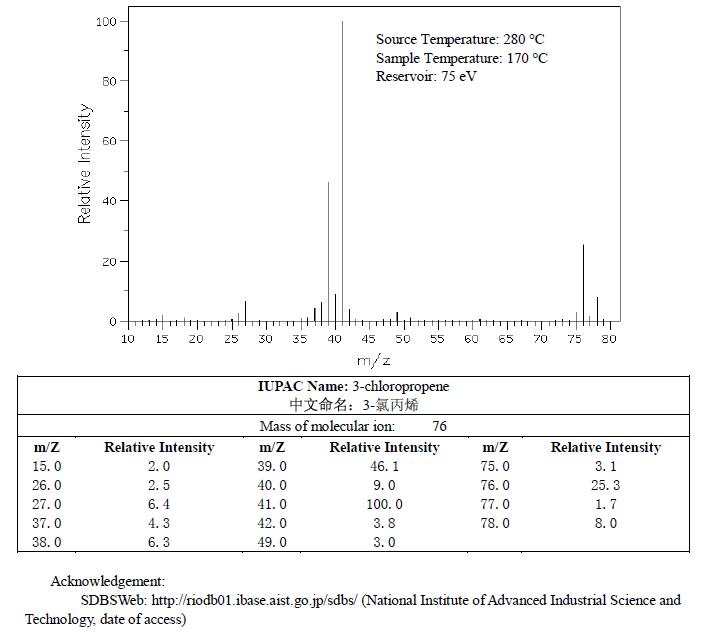 Source Temperature: 280 °C
Sample Temperature: 170 °C
Reservoir: 75 eV
Relative Intensity
100
80
60
40
20
0
10 15 20 25 30 35 40 45 50 55 60 65 70 75 80
m/z
IUPAC Name: 3-chloropropene
中文命名：3-氯丙烯
Mass of molecular ion: 76
m/Z Relative Intensity m/Z Relative Intensity m/Z Relative Intensity
15.0 2.0 39.0 46.1 75.0 3.1
26.0 2.5 40.0 9.0 76.0 25.3
27.0 6.4 41.0 100.0 77.0 1.7
37.0 4.3 42.0 3.8 78.0 8.0
38.0 6.3 49.0 3.0
Acknowledgement:
SDBSWeb: http://riodb01.ibase.aist.go.jp/sdbs/ (National Institute of Advanced Industrial Science and
Technology, date of access)